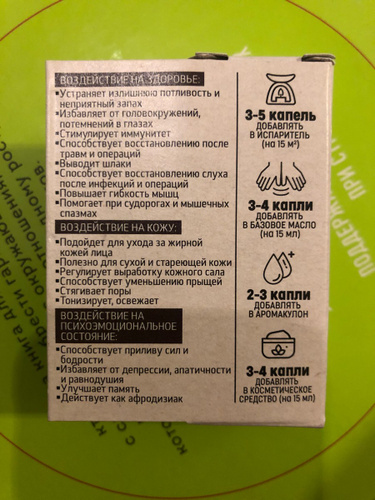 ВОЗДЕЙСТВИЕ НА ЗДОРОВЬЕ:
▪Устраняет излишнюю потливость и
неприятный запах
▪Избавляет от головокружений,
потемнений в глазах
▪Стимулирует иммунитет
▪Способствует восстановлению после
травм и операций
▪Выводит шлаки
▪Способствует восстановлению слуха
после инфекций и операций
▪Повышает гибкость мышц
▪Помогает при судорогах и мышечных
спазмах
ВОЗДЕЙСТВИЕ НА КОЖУ:
▪Подойдет для ухода за жирной
кожей лица
▪Полезно для сухой и стареющей кожи
▪Регулирует выработку кожного сала
▪Способствует уменьшению прыщей
▪Стягивает поры
▪Тонизирует, освежает
ВОЗДЕЙСТВИЕ НА
ПСИХОЭМОЦИОНАЛЬНОЕ
СОСТОЯНИЕ:
▪Способствует приливу сил и
бодрости
▪Избавляет от депрессии, апатичности
и равнодушия
▪Улучшает память
▪Действует как афродизиак
3-5 капель
ДОБАВЛЯТЬ
В ИСПАРИТЕЛЬ
(на 15 м²)
3-4 капли
ДОБАВЛЯТЬ
В БАЗОВОЕ МАСЛО
(на 15 мл)
2-3 капли
ДОБАВЛЯТЬ
В АРОМАКУЛОН
3-4 капли
ДОБАВЛЯТЬ
В КОСМЕТИЧЕСКОЕ
СРЕДСТВО (на 15 мл)
ПРИ